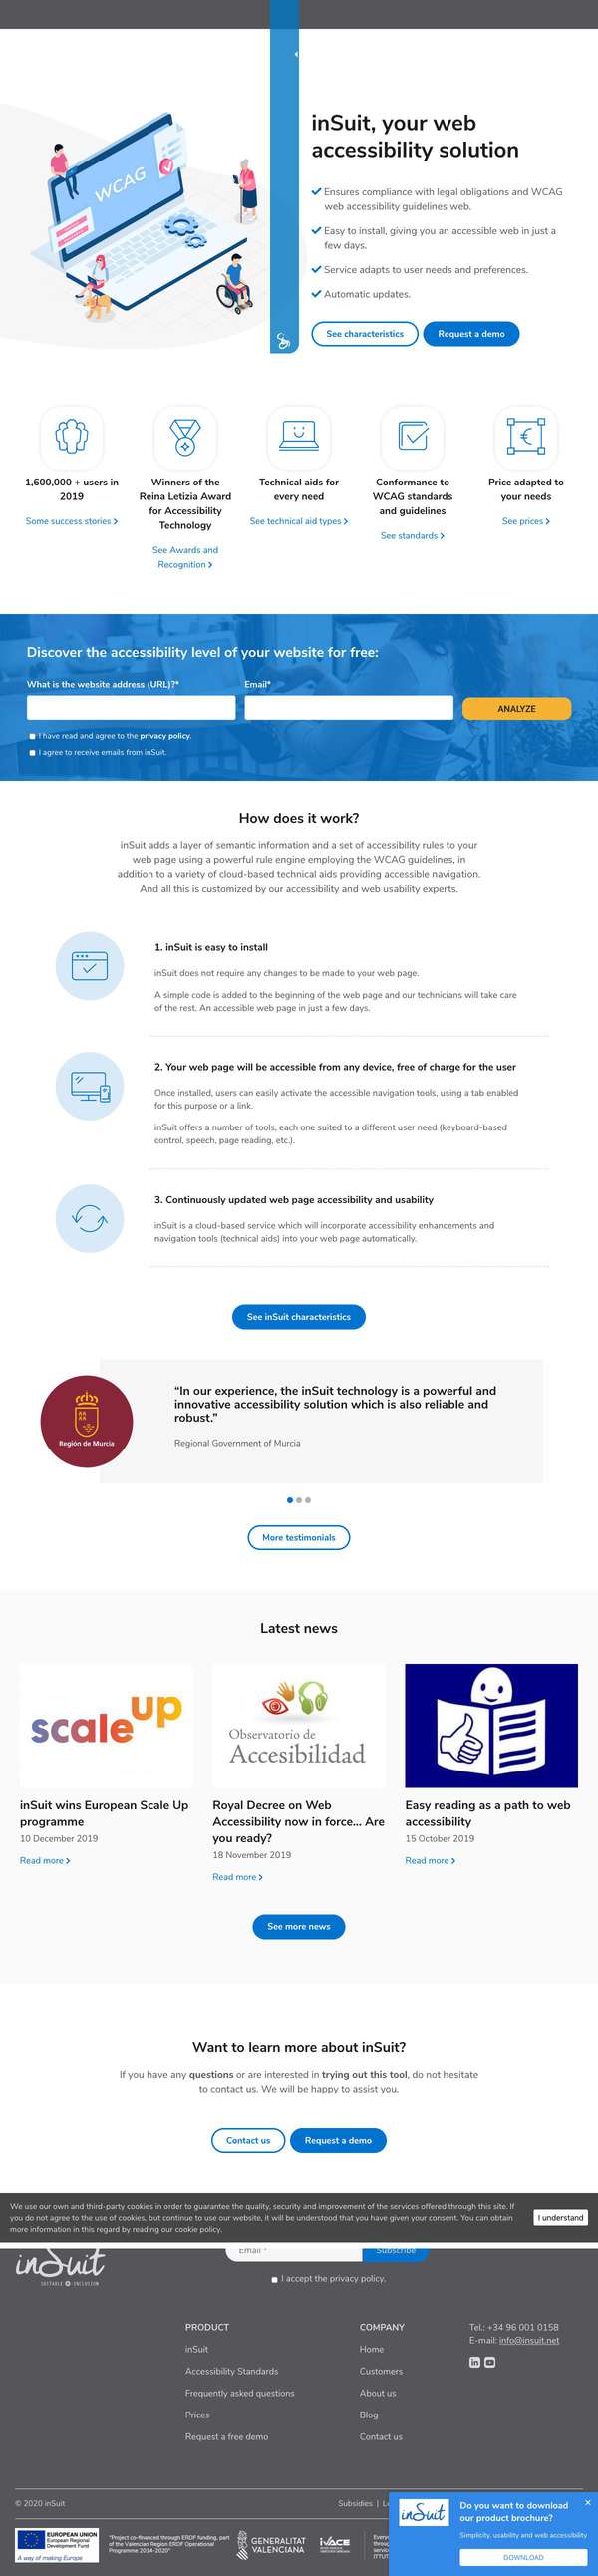 WCAG
inSuit, your web
accessibility solution
Ensures compliance with legal obligations and WCAG
web accessibility guidelines web.
Easy to install, giving you an accessible web in just a
few days.
Service adapts to user needs and preferences.
Automatic updates.
See characteristics
Request a demo
1,600,000 + users in
2019
Some success stories
Winners of the
Reina Letizia Award
for Accessibility
Technology
See Awards and
Recognition
Technical aids for
every need
See technical aid types
Conformance to
WCAG standards
and guidelines
See standards
Price adapted to
your needs
See prices
Discover the accessibility level of your website for free:
What is the website address (URL)?*
Email*
ANALYZE
I have read and agree to the privacy policy.
I agree to receive emails from inSuit.
How does it work?
inSuit adds a layer of semantic information and a set of accessibility rules to your
web page using a powerful rule engine employing the WCAG guidelines, in
addition to a variety of cloud-based technical aids providing accessible navigation.
And all this is customized by our accessibility and web usability experts.
1. inSuit is easy to install
inSuit does not require any changes to be made to your web page.
A simple code is added to the beginning of the web page and our technicians will take care
of the rest. An accessible web page in just a few days.
2. Your web page will be accessible from any device, free of charge for the user
Once installed, users can easily activate the accessible navigation tools, using a tab enabled
for this purpose or a link.
inSuit offers a number of tools, each one suited to a different user need (keyboard-based
control, speech, page reading, etc.).
3. Continuously updated web page accessibility and usability
inSuit is a cloud-based service which will incorporate accessibility enhancements and
navigation tools (technical aids) into your web page automatically.
See inSuit characteristics
Región de Murcia
“In our experience, the inSuit technology is a powerful and
innovative accessibility solution which is also reliable and
robust.”
Regional Government of Murcia
More testimonials
Latest news
scaleup
inSuit wins European Scale Up
programme
10 December 2019
Read more
Observatorio de
Accesibilidad
Royal Decree on Web
Accessibility now in force... Are
you ready?
18 November 2019
Read more
Easy reading as a path to web
accessibility
15 October 2019
Read more
See more news
Want to learn more about inSuit?
If you have any questions or are interested in trying out this tool, do not hesitate
to contact us. We will be happy to assist you.
Contact us
Request a demo
We use our own and third-party cookies in order to guarantee the quality, security and improvement of the services offered through this site. If
you do not agree to the use of cookies, but continue to use our website, it will be understood that you have given your consent. You can obtain
more information in this regard by reading our cookie policy.
I understand
inSuit
SUITABLE INCLUSION
Email *
Subscribe
I accept the privacy policy.
PRODUCT
inSuit
Accessibility Standards
Frequently asked questions
Prices
Request a free demo
COMPANY
Home
Customers
About us
Blog
Contact us
Tel.: +34 96 001 0158
E-mail: info@insuit.net
© 2020 inSuit
Subsidies |
EUROPEAN UNION
European Regional
Development Fund
A way of making Europe
"Project co-financed through ERDF funding, part
of the Valencian Region ERDF Operational
Programme 2014-2020"
GENERALITAT
VALENCIANA
IVACE
inSuit
Do you want to download
our product brochure?
×
Simplicity, usability and web accessibility
DOWNLOAD